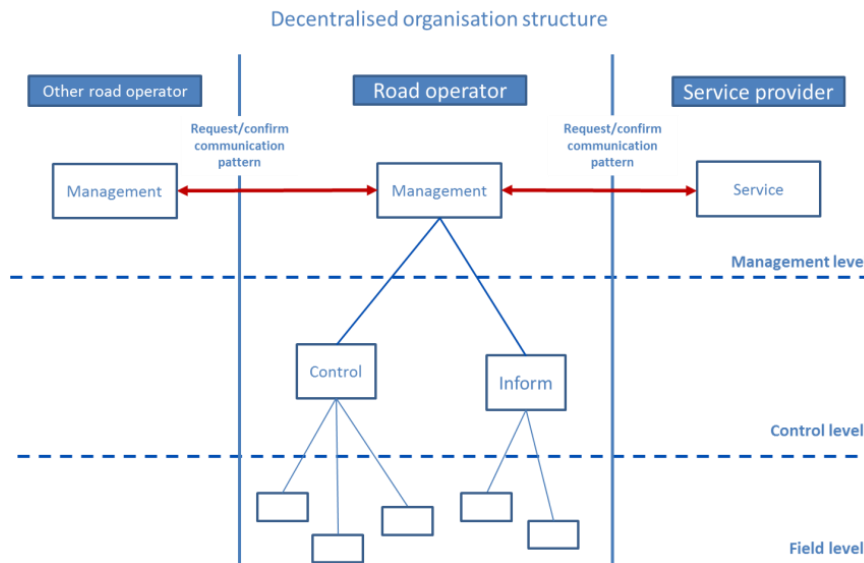 Decentralised organisation structure
Other road operator
Road operator
Service provider
Request/confirm
communication
pattern
Request/confirm
communication
pattern
Management
Management
Service
Management level
Control
Inform
Control level
Field level